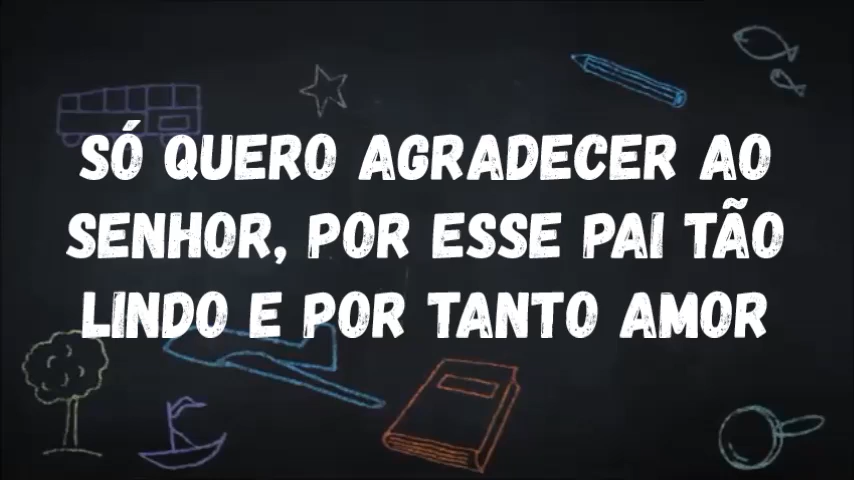 SÓ QUERO AGRADECER AO
SENHOR, POR ESSE PAI TÃO
LINDO E POR TANTO AMOR